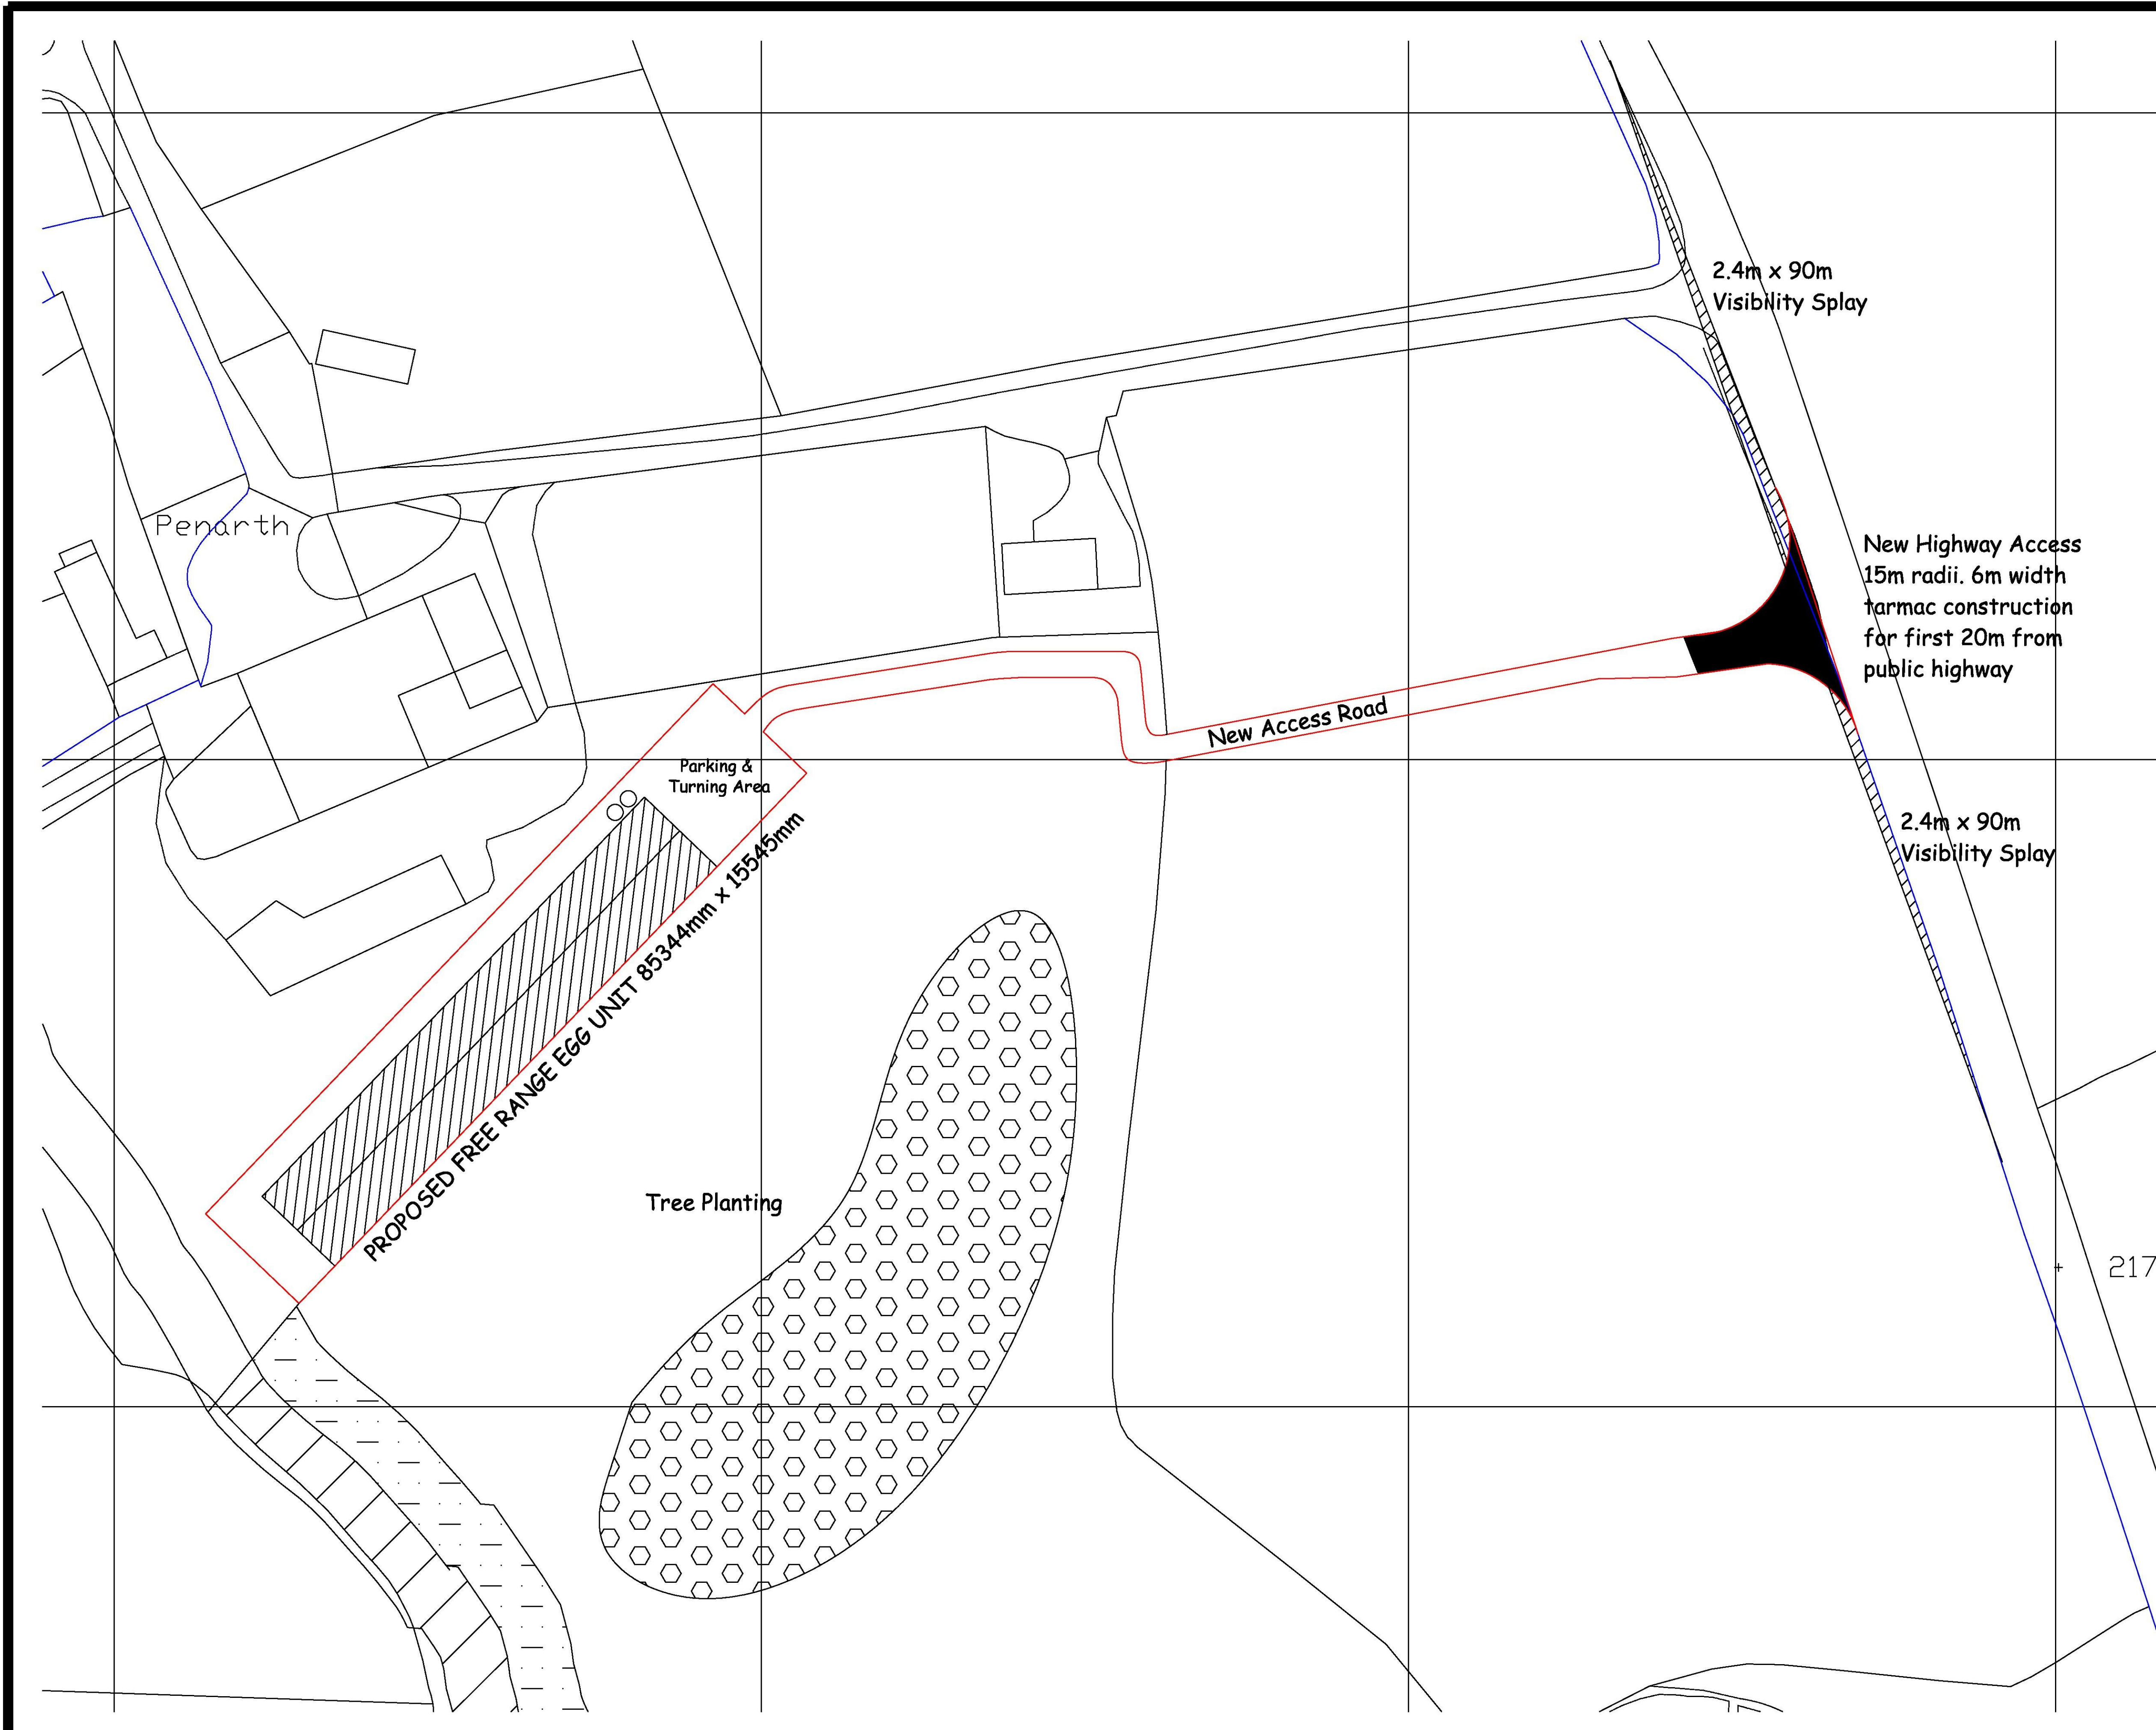 2.4m x 90m
Visibility Splay
Penarth
New Highway Access
15m radii. 6m width
tarmac construction
for first 20m from
public highway
New Access Road
Parking &
Turning Area
2.4m x 90m
Visibility Splay
PROPOSED FREE RANGE EGG UNIT 85344mm x 15545mm
Tree Planting
217